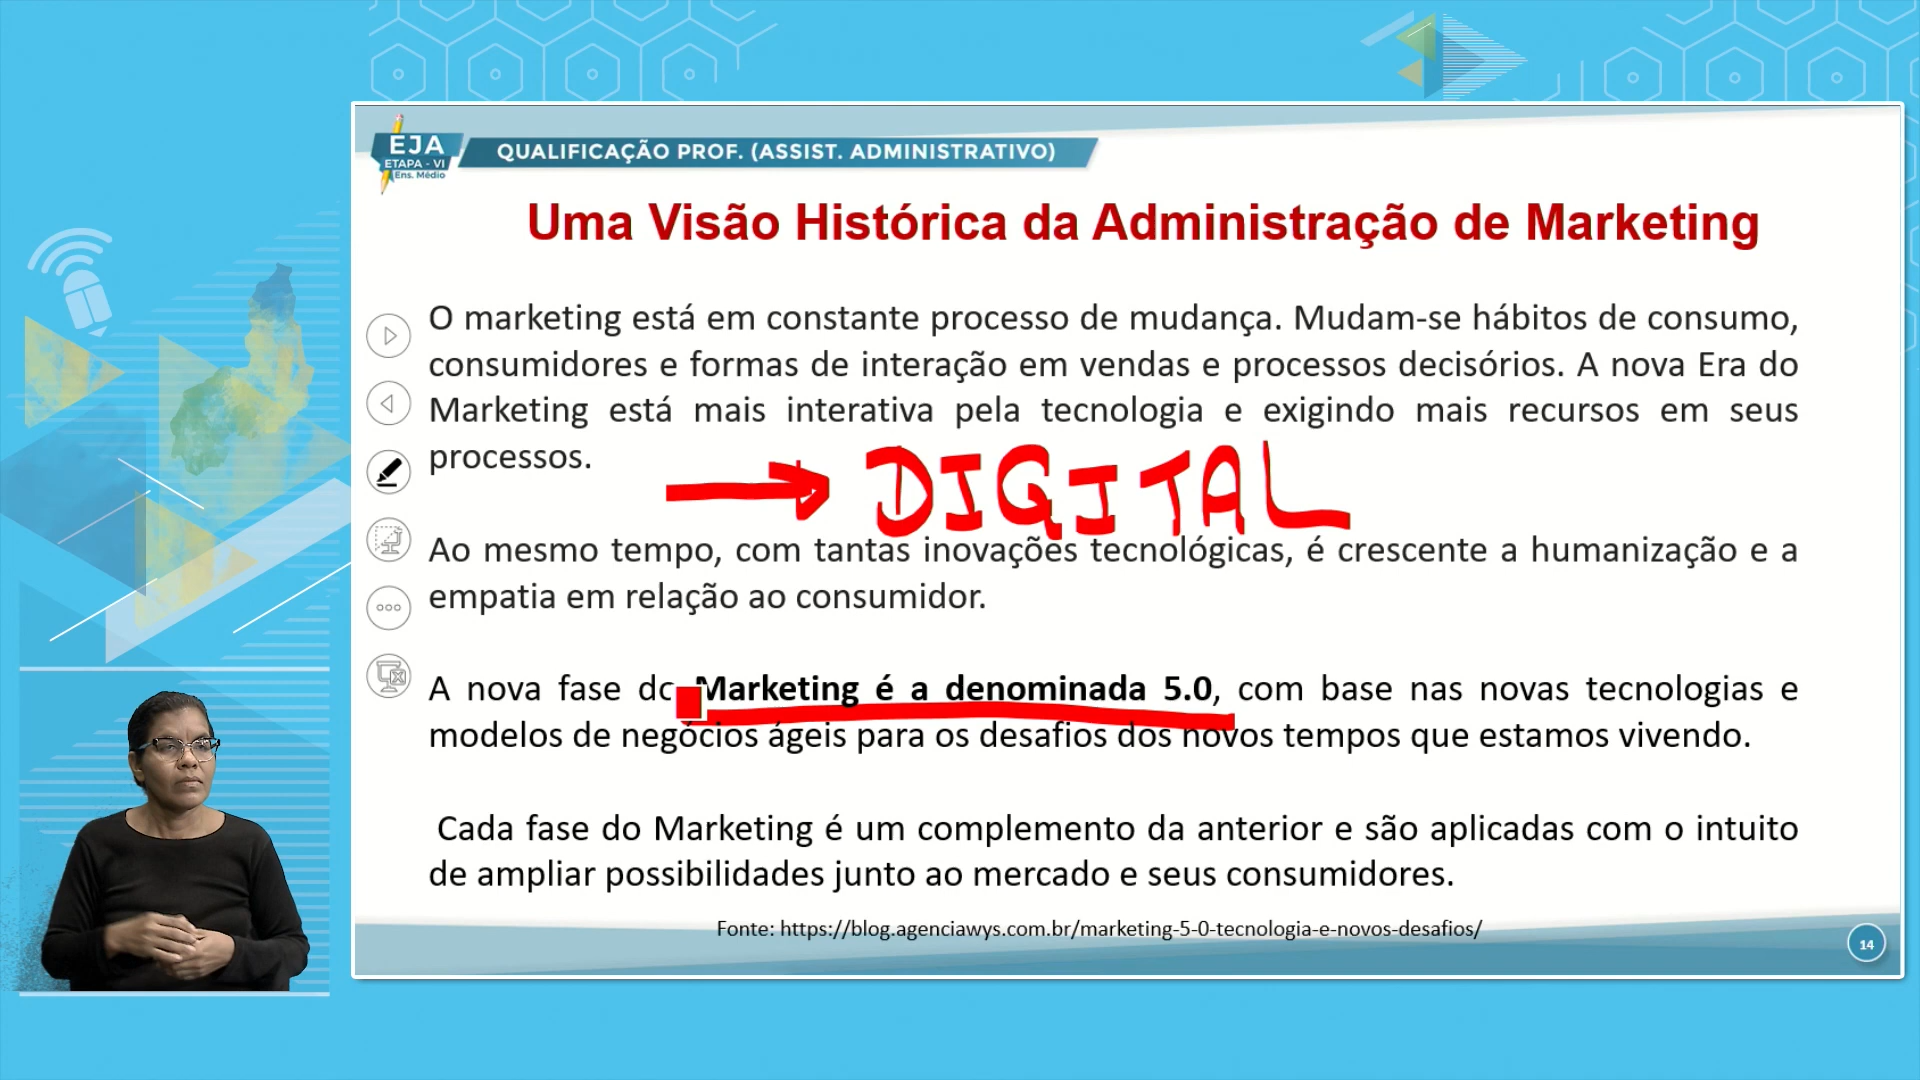 EJA
ETAPA - VI
Ens. Médio
QUALIFICAÇÃO PROF. (ASSIST. ADMINISTRATIVO)
Uma Visão Histórica da Administração de Marketing
O marketing está em constante processo de mudança. Mudam-se hábitos de consumo,
consumidores e formas de interação em vendas e processos decisórios. A nova Era do
Marketing está mais interativa pela tecnologia e exigindo mais recursos em seus
processos.
DIGITAL
Ao mesmo tempo, com tantas inovações tecnológicas, é crescente a humanização e a
empatia em relação ao consumidor.
A nova fase do Marketing é a denominada 5.0, com base nas novas tecnologias e
modelos de negócios ágeis para os desafios dos novos tempos que estamos vivendo.
Cada fase do Marketing é um complemento da anterior e são aplicadas com o intuito
de ampliar possibilidades junto ao mercado e seus consumidores.
Fonte: https://blog.agenciawys.com.br/marketing-5-0-tecnologia-e-novos-desafios/
14